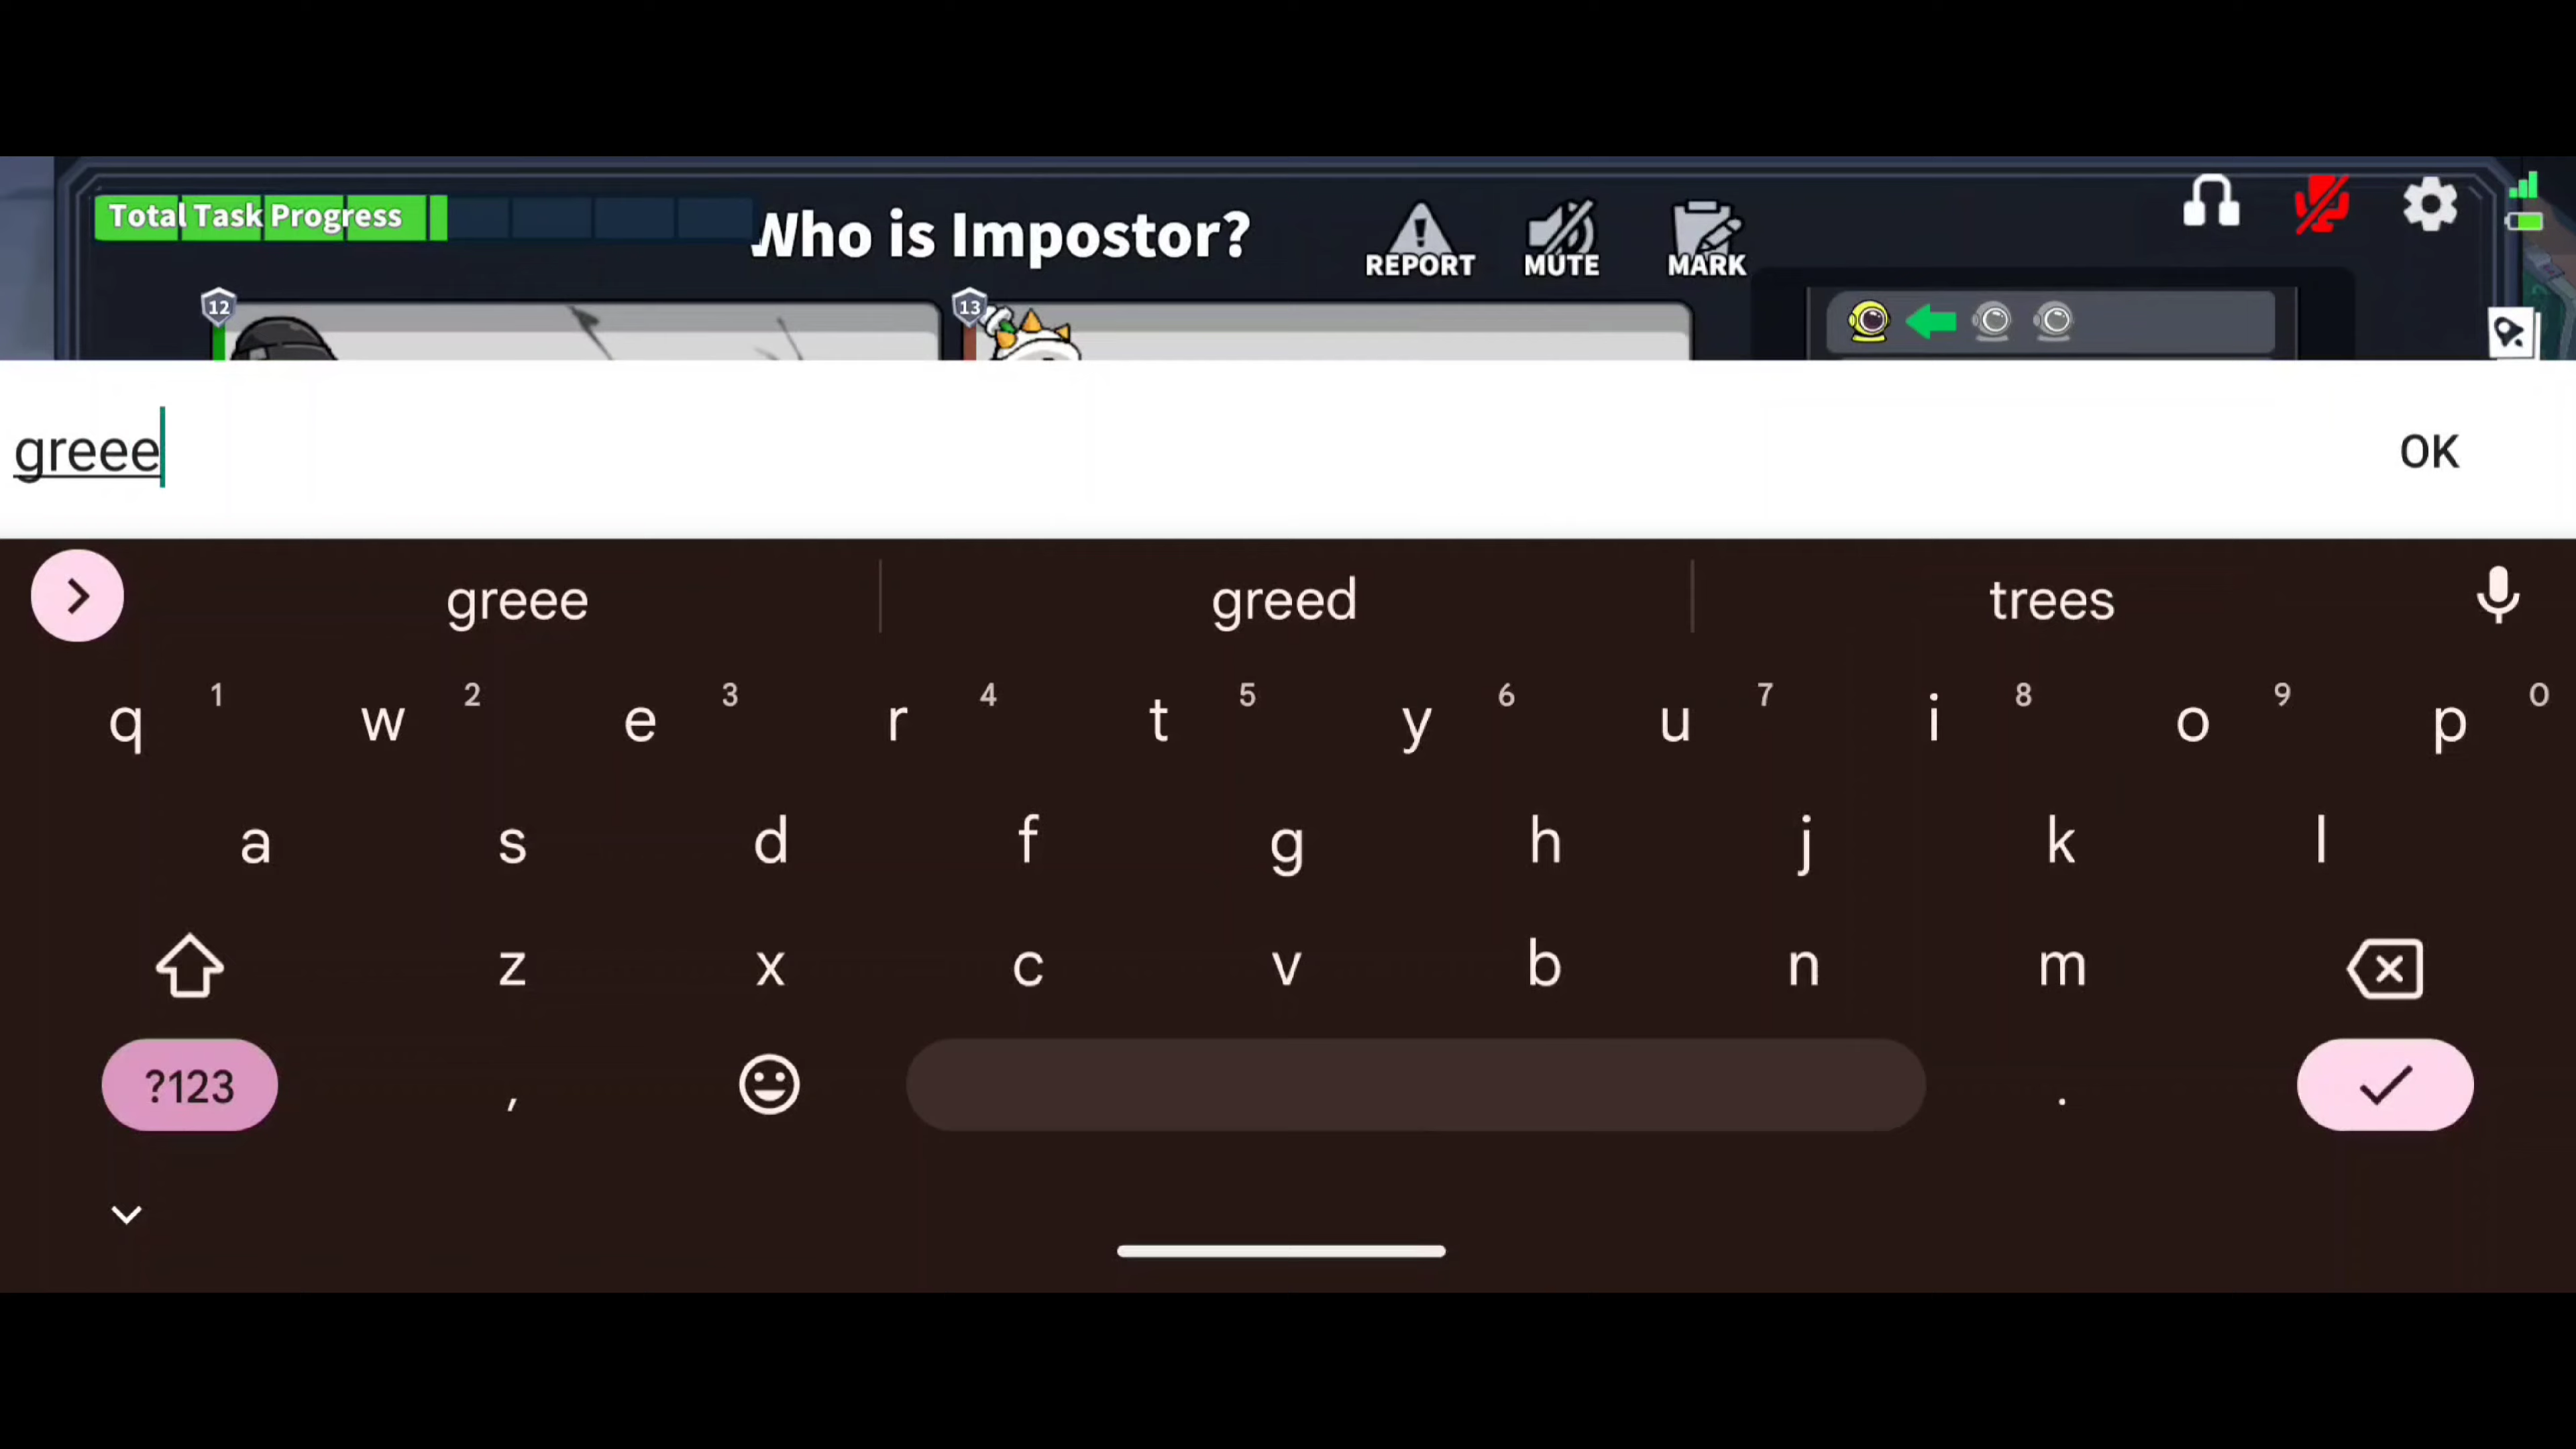 Total Task Progress
Who is Impostor?
REPORT MUTE MARK
12 13
greee
OK
greee greed trees
q 1 w 2 e 3 r 4 t 5 y 6 u 7 i 8 o 9 p 0
a s d f g h j k l
z x c v b n m
?123 , .